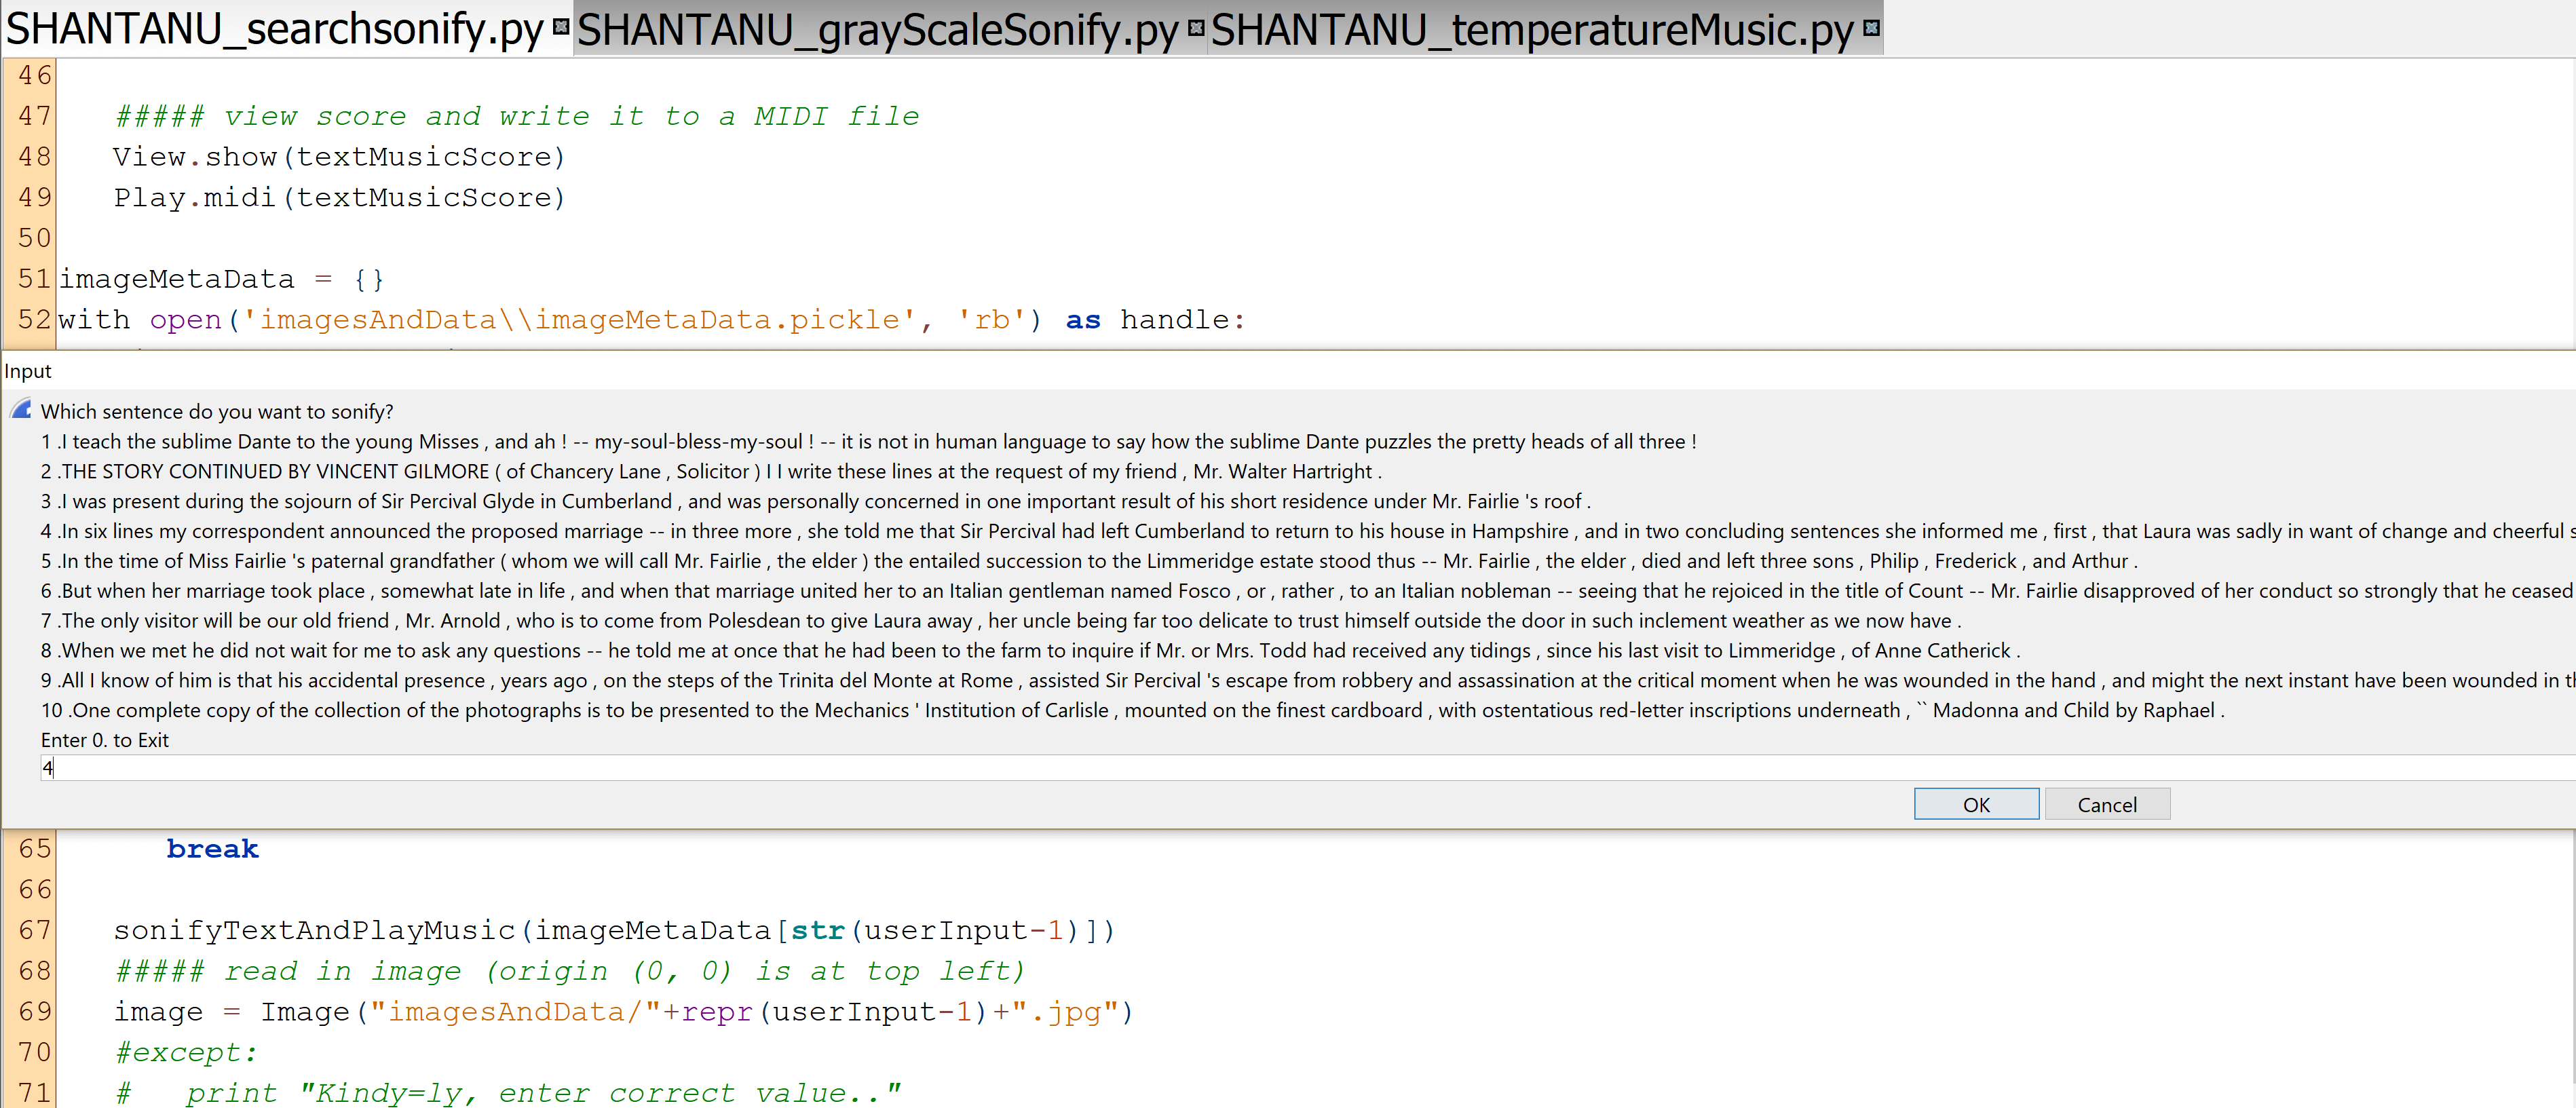 SHANTANU_searchsonify.py SHANTANU_grayScaleSonify.py SHANTANU_temperatureMusic.py
46
47 ##### view score and write it to a MIDI file
48 View.show(textMusicScore)
49 Play.midi(textMusicScore)
50
51 imageMetaData = {}
52 with open('imagesAndData\\imageMetaData.pickle', 'rb') as handle:
Input
Which sentence do you want to sonify?
1 .I teach the sublime Dante to the young Misses , and ah ! -- my-soul-bless-my-soul ! -- it is not in human language to say how the sublime Dante puzzles the pretty heads of all three !
2 .THE STORY CONTINUED BY VINCENT GILMORE ( of Chancery Lane , Solicitor ) I I write these lines at the request of my friend , Mr. Walter Hartright .
3 .I was present during the sojourn of Sir Percival Glyde in Cumberland , and was personally concerned in one important result of his short residence under Mr. Fairlie 's roof .
4 .In six lines my correspondent announced the proposed marriage -- in three more , she told me that Sir Percival had left Cumberland to return to his house in Hampshire , and in two concluding sentences she informed me , first , that Laura was sadly in want of change and cheerful s
5 .In the time of Miss Fairlie 's paternal grandfather ( whom we will call Mr. Fairlie , the elder ) the entailed succession to the Limmeridge estate stood thus -- Mr. Fairlie , the elder , died and left three sons , Philip , Frederick , and Arthur .
6 .But when her marriage took place , somewhat late in life , and when that marriage united her to an Italian gentleman named Fosco , or , rather , to an Italian nobleman -- seeing that he rejoiced in the title of Count -- Mr. Fairlie disapproved of her conduct so strongly that he ceased
7 .The only visitor will be our old friend , Mr. Arnold , who is to come from Polesdean to give Laura away , her uncle being far too delicate to trust himself outside the door in such inclement weather as we now have .
8 .When we met he did not wait for me to ask any questions -- he told me at once that he had been to the farm to inquire if Mr. or Mrs. Todd had received any tidings , since his last visit to Limmeridge , of Anne Catherick .
9 .All I know of him is that his accidental presence , years ago , on the steps of the Trinita del Monte at Rome , assisted Sir Percival 's escape from robbery and assassination at the critical moment when he was wounded in the hand , and might the next instant have been wounded in th
10 .One complete copy of the collection of the photographs is to be presented to the Mechanics ' Institution of Carlisle , mounted on the finest cardboard , with ostentatious red-letter inscriptions underneath , `` Madonna and Child by Raphael .
Enter 0. to Exit
4
OK Cancel
65 break
66
67 sonifyTextAndPlayMusic(imageMetaData[str(userInput-1)])
68 ##### read in image (origin (0, 0) is at top left)
69 image = Image("imagesAndData/"+repr(userInput-1)+".jpg")
70 #except:
71 # print "Kindy=ly, enter correct value.."